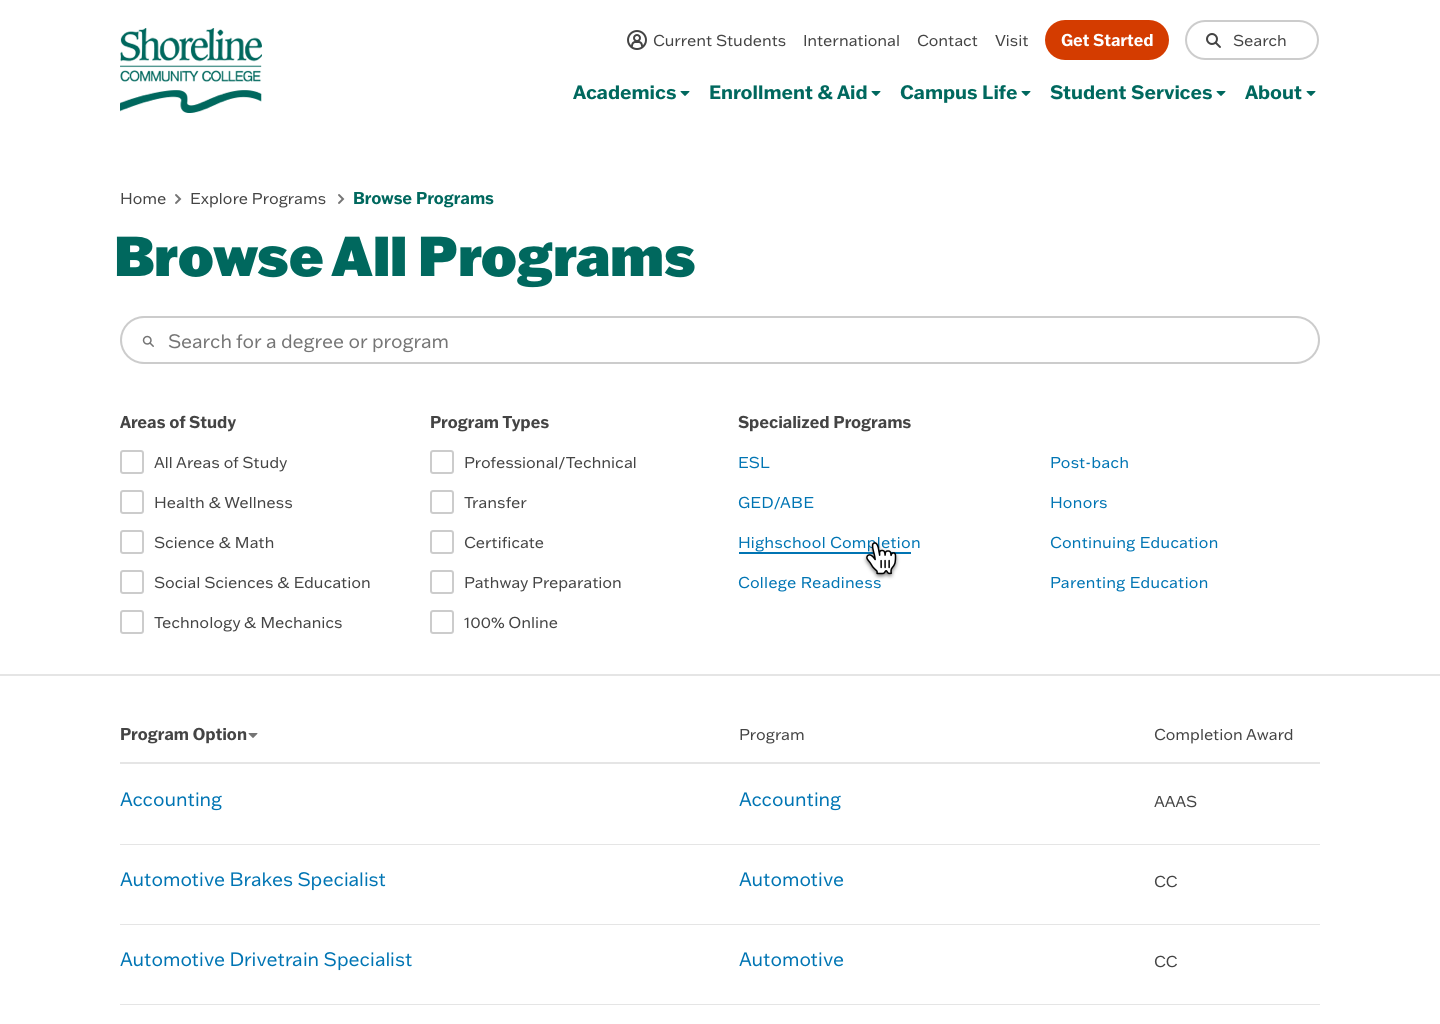 Shoreline
COMMUNITY COLLEGE
Current Students International Contact Visit Get Started Search
Academics Enrollment & Aid Campus Life Student Services About
Home Explore Programs Browse Programs
Browse All Programs
Search for a degree or program
Areas of Study Program Types Specialized Programs
All Areas of Study Professional/Technical ESL Post-bach
Health & Wellness Transfer GED/ABE Honors
Science & Math Certificate Highschool Completion Continuing Education
Social Sciences & Education Pathway Preparation College Readiness Parenting Education
Technology & Mechanics 100% Online
Program Option Program Completion Award
Accounting Accounting AAAS
Automotive Brakes Specialist Automotive CC
Automotive Drivetrain Specialist Automotive CC